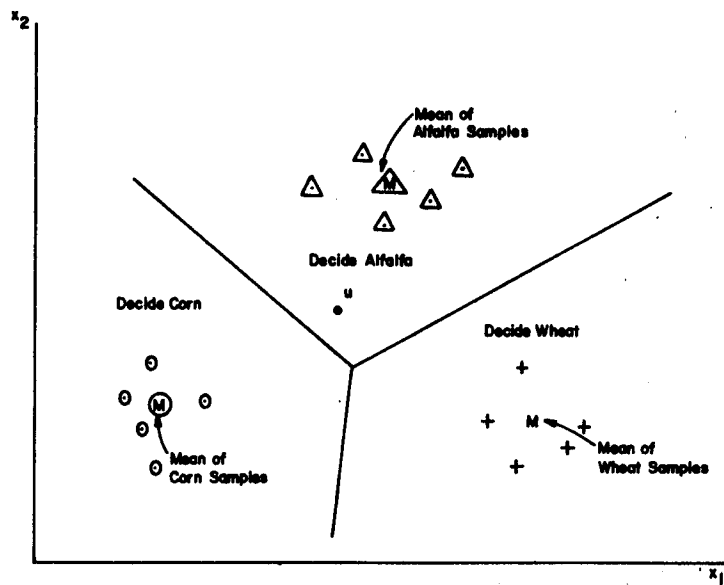 x2
Mean of
Alfalfa Samples
M
Decide Alfalfa
u
Decide Corn
Decide Wheat
M
M
Mean of
Corn Samples
Mean of
Wheat Samples
x1